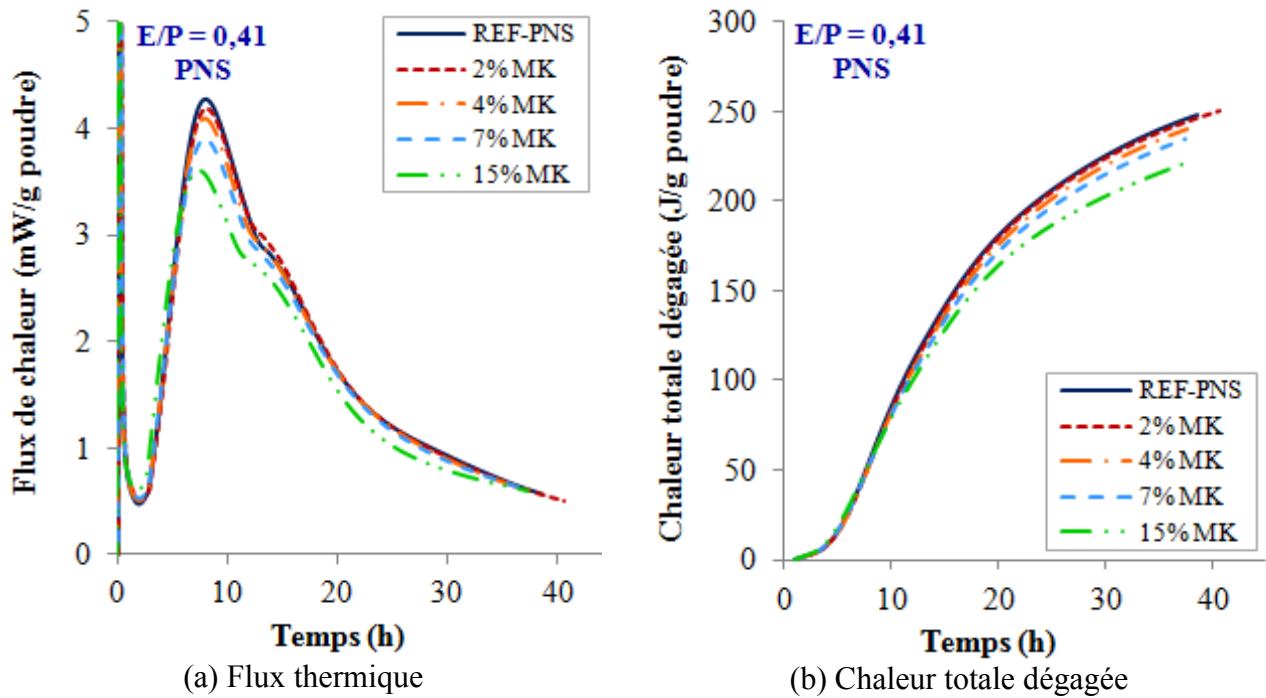 Flux de chaleur (mW/g poudre)
5
4
3
2
1
0
E/P = 0,41
PNS
REF-PNS
2% MK
4% MK
7% MK
15% MK
0
10
20
30
40
Temps (h)
(a) Flux thermique
Chaleur totale dégagée (J/g poudre)
300
250
200
150
100
50
0
E/P = 0,41
PNS
REF-PNS
2% MK
4% MK
7% MK
15% MK
0
10
20
30
40
Temps (h)
(b) Chaleur totale dégagée